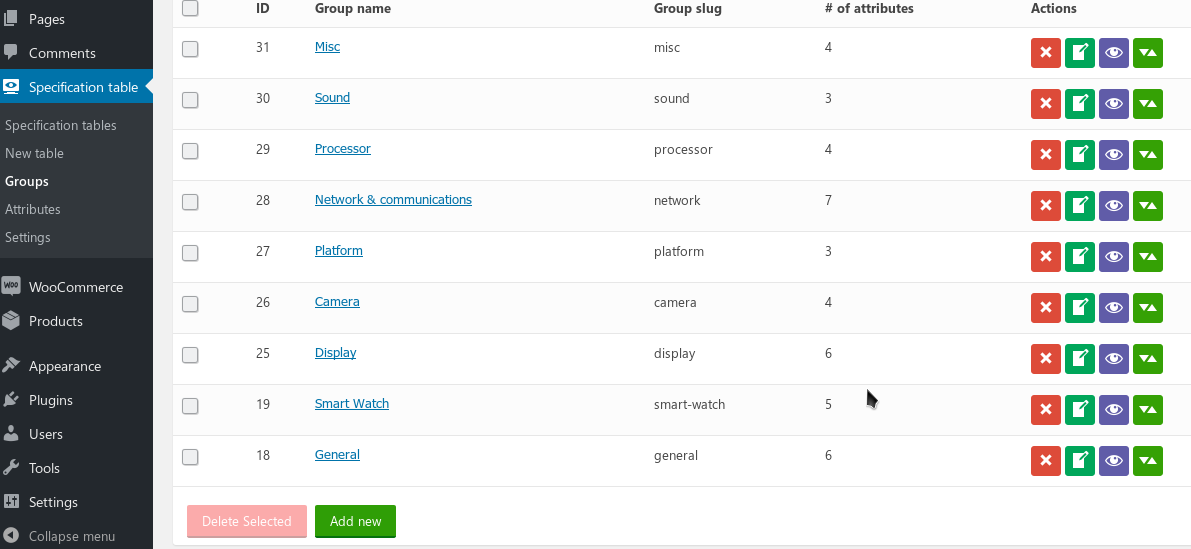 Pages
Comments
Specification table
Specification tables
New table
Groups
Attributes
Settings
Woo WooCommerce
Products
Appearance
Plugins
Users
Tools
Settings
Collapse menu
ID Group name Group slug # of attributes Actions
31 Misc misc 4
30 Sound sound 3
29 Processor processor 4
28 Network & communications network 7
27 Platform platform 3
26 Camera camera 4
25 Display display 6
19 Smart Watch smart-watch 5
18 General general 6
Delete Selected Add new